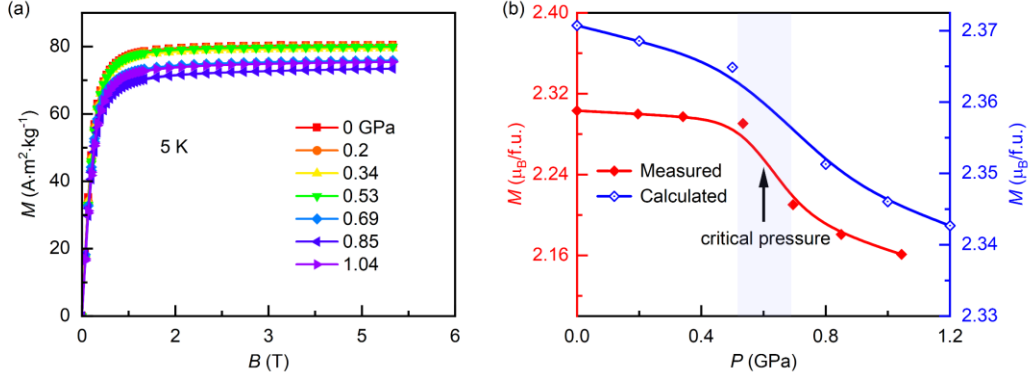 (a)
80
60
40
20
0
M (A·m²·kg⁻¹)
0 2 3 5 6
B (T)
5 K
0 GPa
0.2
0.34
0.53
0.69
0.85
1.04
(b)
2.40
2.32
2.24
2.16
M (μB/f.u.)
Measured
Calculated
critical pressure
0.0 0.4 0.8 1.2
P (GPa)
2.37
2.36
2.35
2.34
2.33
M (μB/f.u.)